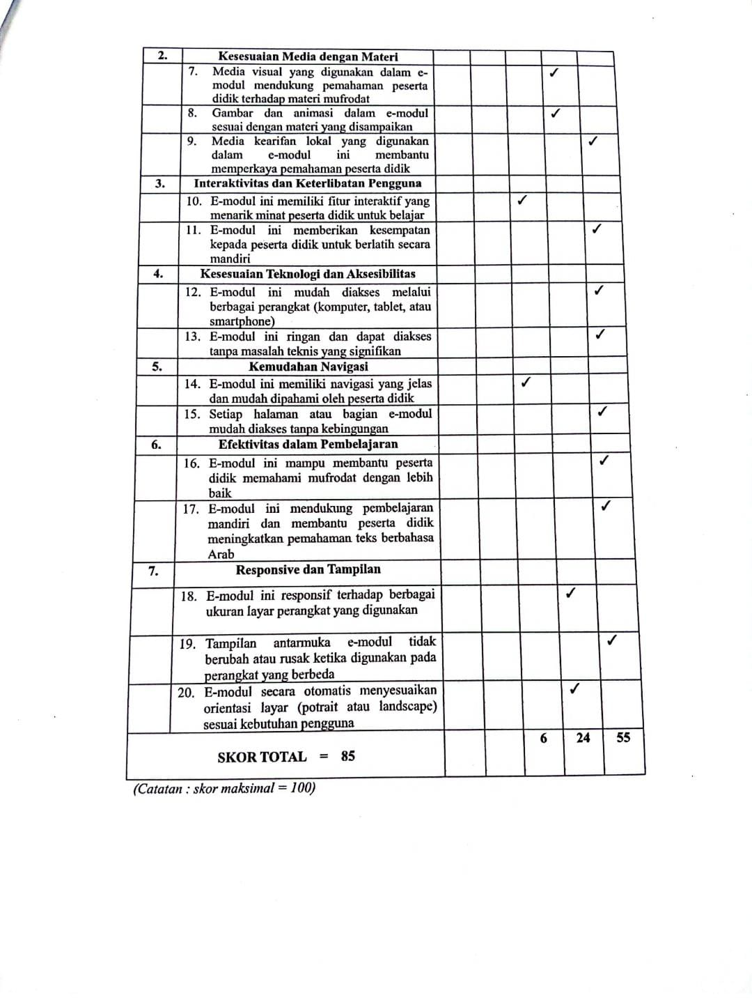 2. Kesesuaian Media dengan Materi
7. Media visual yang digunakan dalam e-
modul mendukung pemahaman peserta
didik terhadap materi mufrodat
✓
8. Gambar dan animasi dalam e-modul
sesuai dengan materi yang disampaikan
✓
9. Media kearifan lokal yang digunakan
dalam e-modul ini membantu
memperkaya pemahaman peserta didik
✓
3. Interaktivitas dan Keterlibatan Pengguna
10. E-modul ini memiliki fitur interaktif yang
menarik minat peserta didik untuk belajar
✓
11. E-modul ini memberikan kesempatan
kepada peserta didik untuk berlatih secara
mandiri
✓
4. Kesesuaian Teknologi dan Aksesibilitas
12. E-modul ini mudah diakses melalui
berbagai perangkat (komputer, tablet, atau
smartphone)
✓
13. E-modul ini ringan dan dapat diakses
tanpa masalah teknis yang signifikan
✓
5. Kemudahan Navigasi
14. E-modul ini memiliki navigasi yang jelas
dan mudah dipahami oleh peserta didik
✓
15. Setiap halaman atau bagian e-modul
mudah diakses tanpa kebingungan
✓
6. Efektivitas dalam Pembelajaran
16. E-modul ini mampu membantu peserta
didik memahami mufrodat dengan lebih
baik
✓
17. E-modul ini mendukung pembelajaran
mandiri dan membantu peserta didik
meningkatkan pemahaman teks berbahasa
Arab
✓
7. Responsive dan Tampilan
18. E-modul ini responsif terhadap berbagai
ukuran layar perangkat yang digunakan
✓
19. Tampilan antarmuka e-modul tidak
berubah atau rusak ketika digunakan pada
perangkat yang berbeda
✓
20. E-modul secara otomatis menyesuaikan
orientasi layar (potrait atau landscape)
sesuai kebutuhan pengguna
✓
SKOR TOTAL = 85 6 24 55
(Catatan : skor maksimal = 100)